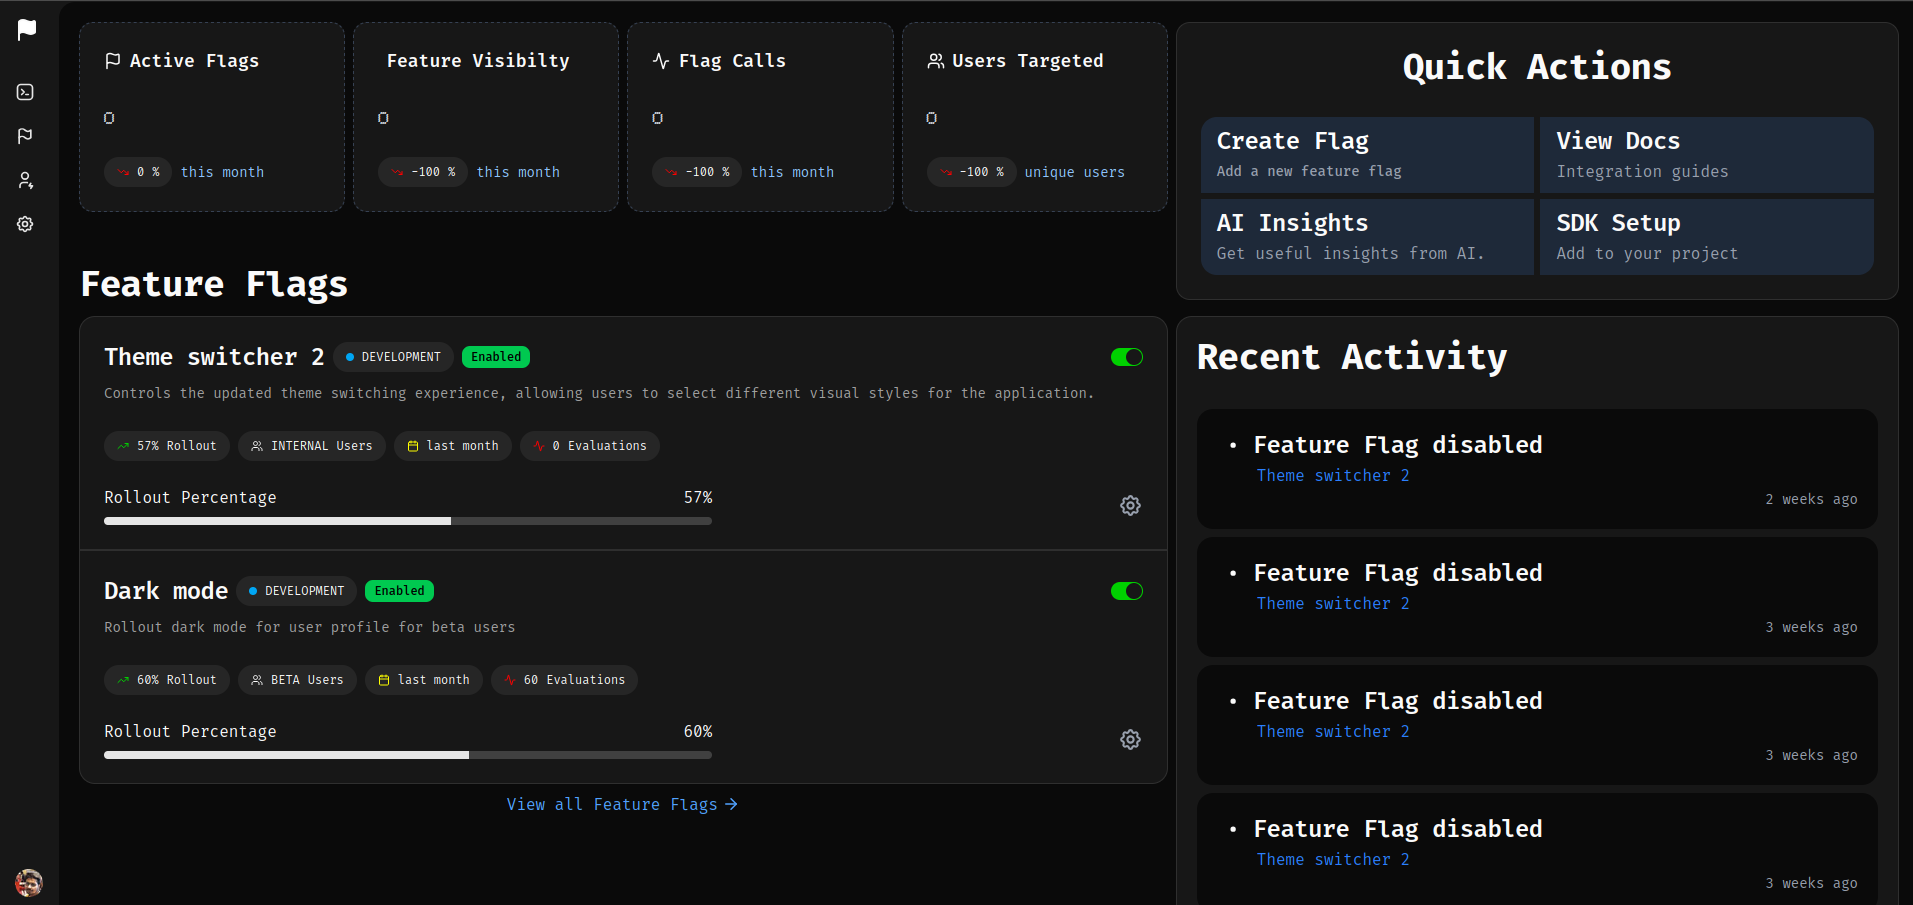 Active Flags
0
0 % this month
Feature Visibilty
0
-100 % this month
Flag Calls
0
-100 % this month
Users Targeted
0
-100 % unique users
Quick Actions
Create Flag
Add a new feature flag
View Docs
Integration guides
AI Insights
Get useful insights from AI.
SDK Setup
Add to your project
Feature Flags
Theme switcher 2 DEVELOPMENT Enabled
Controls the updated theme switching experience, allowing users to select different visual styles for the application.
57% Rollout INTERNAL Users last month 0 Evaluations
Rollout Percentage 57%
Dark mode DEVELOPMENT Enabled
Rollout dark mode for user profile for beta users
60% Rollout BETA Users last month 60 Evaluations
Rollout Percentage 60%
View all Feature Flags →
Recent Activity
• Feature Flag disabled
Theme switcher 2
2 weeks ago
• Feature Flag disabled
Theme switcher 2
3 weeks ago
• Feature Flag disabled
Theme switcher 2
3 weeks ago
• Feature Flag disabled
Theme switcher 2
3 weeks ago